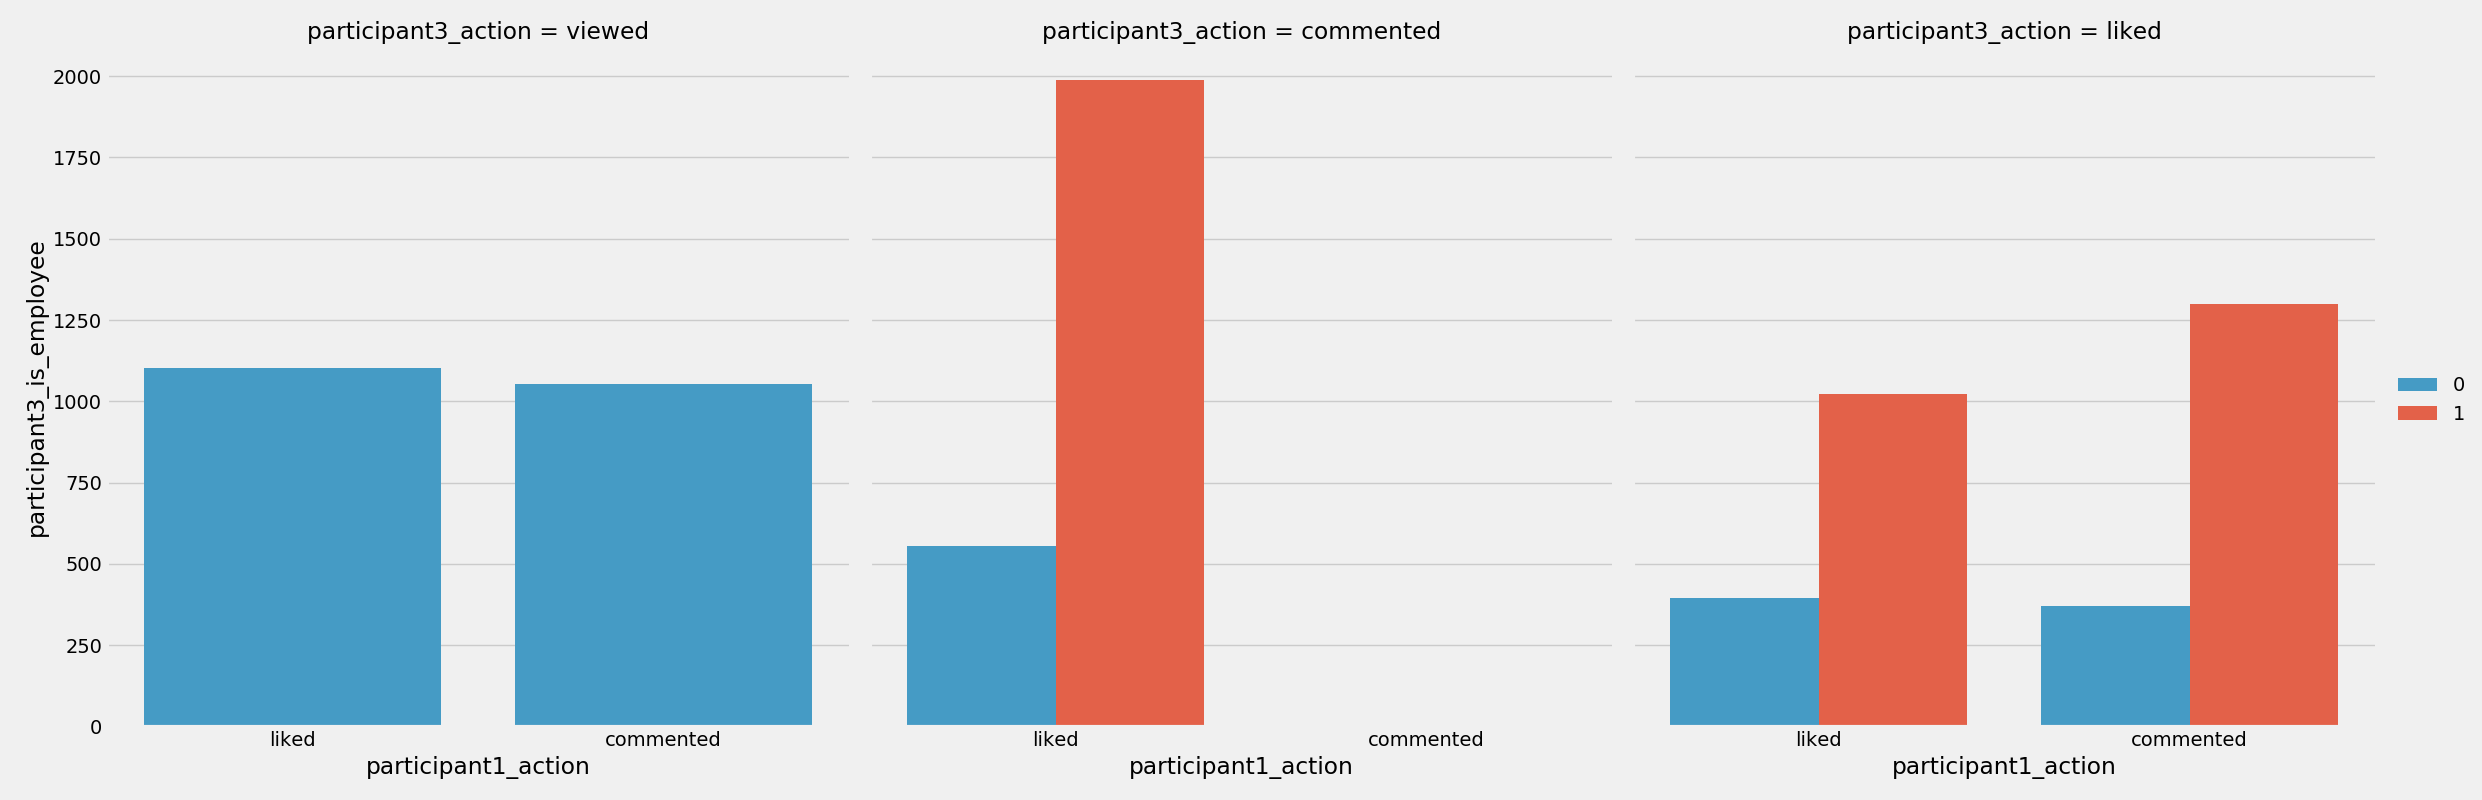 participant3_action = viewed
participant3_action = commented
participant3_action = liked
participant3_is_employee
2000
1750
1500
1250
1000
750
500
250
0
liked
commented
participant1_action
liked
commented
participant1_action
liked
commented
participant1_action
0
1